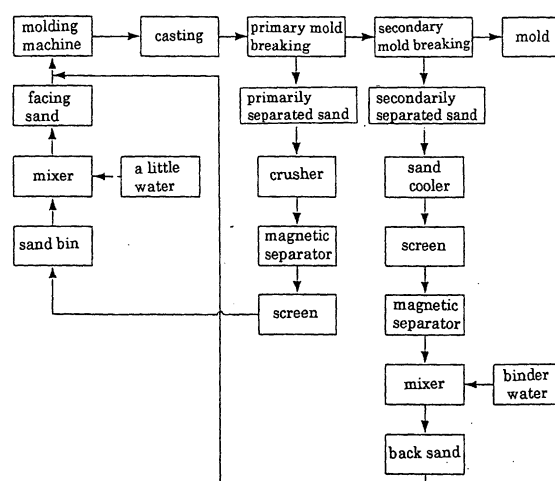 molding
machine
casting
primary mold
breaking
secondary
mold breaking
mold
facing
sand
primarily
separated sand
secondarily
separated sand
mixer
a little
water
crusher
sand
cooler
sand bin
magnetic
separator
screen
screen
magnetic
separator
mixer
binder
water
back sand